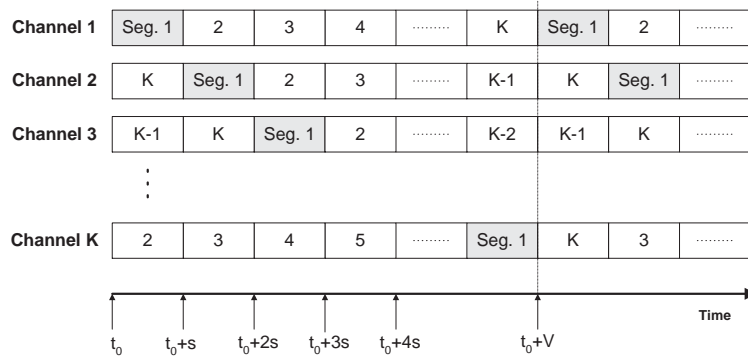 Channel 1 Seg. 1 2 3 4 ......... K Seg. 1 2 .........
Channel 2 K Seg. 1 2 3 ......... K-1 K Seg. 1 .........
Channel 3 K-1 K Seg. 1 2 ......... K-2 K-1 K .........
Channel K 2 3 4 5 ......... Seg. 1 K 3 .........
Time
t₀ t₀+s t₀+2s t₀+3s t₀+4s t₀+V